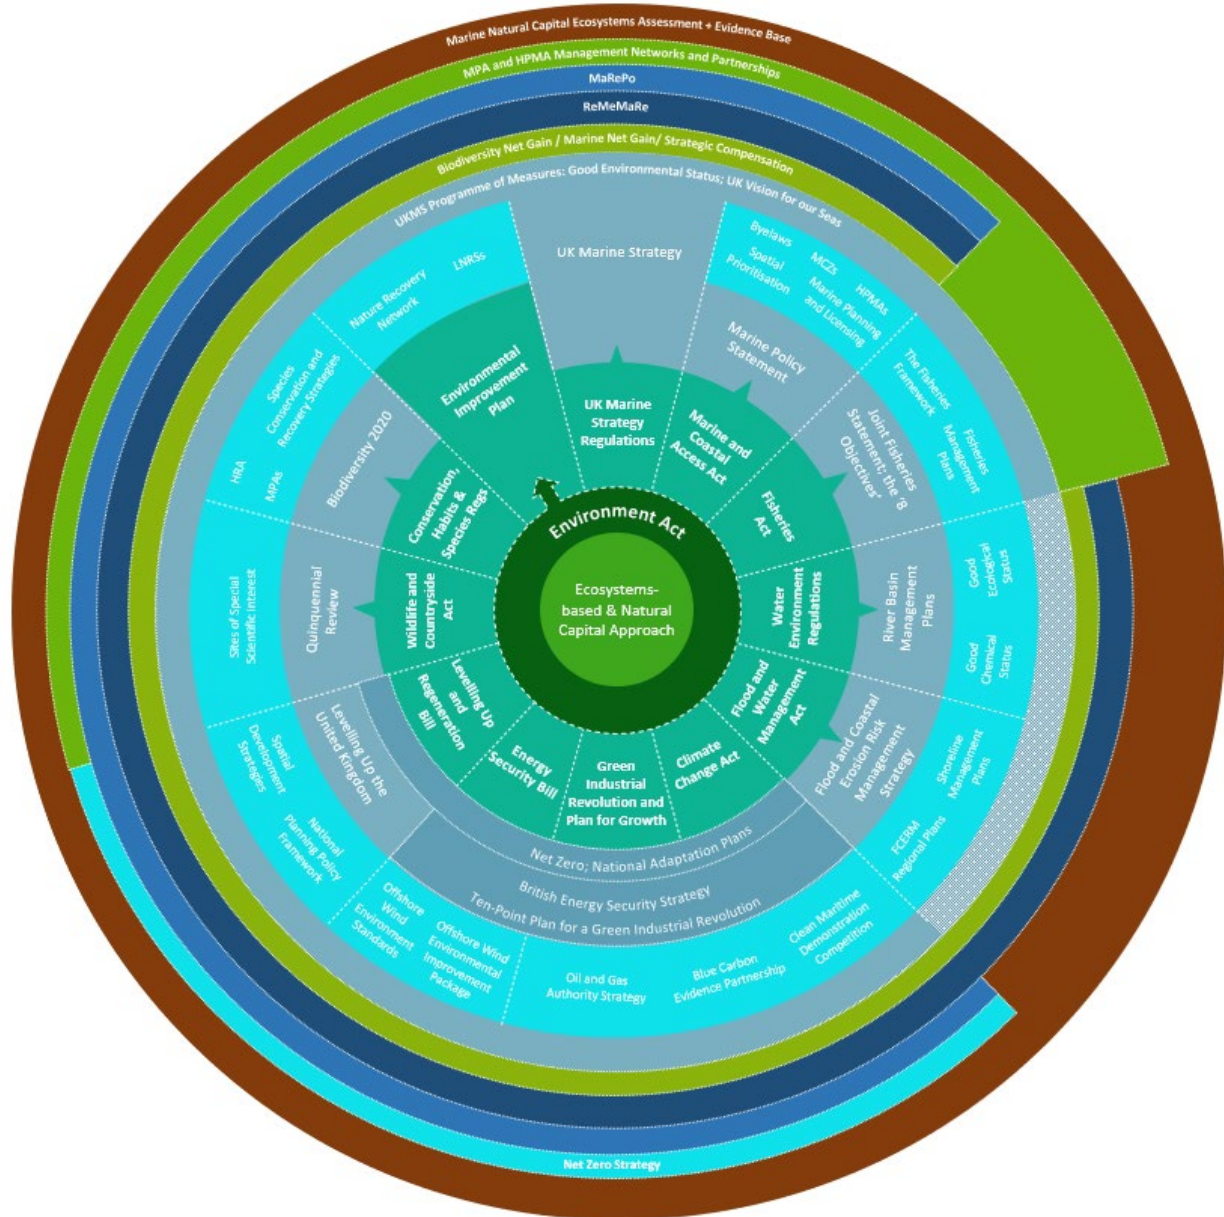 Marine Natural Capital Ecosystems Assessment + Evidence Base
MPA and HPMA Management Networks and Partnerships
MaRePo
ReMeMaRe
Biodiversity Net Gain / Marine Net Gain/ Strategic Compensation
UKMS Programme of Measures: Good Environmental Status; UK Vision for our Seas
UK Marine Strategy
Byelaws
MCZs
HPMAs
Spatial
Prioritisation
Marine Planning
and Licensing
Marine Policy
Statement
The Fisheries
Framework
Fisheries
Management
Plans
Joint Fisheries
Statement; the ‘8
Objectives’
Good
Ecological
Status
Good
Chemical
Status
River Basin
Management
Plans
Shoreline
Management
Plans
FCERM
Regional Plans
Flood and Coastal
Erosion Risk
Management
Strategy
Clean Maritime
Demonstration
Competition
Blue Carbon
Evidence Partnership
Oil and Gas
Authority Strategy
Offshore Wind
Environmental
Improvement
Package
Offshore
Wind
Environment
Standards
National
Planning Policy
Framework
Spatial
Development
Strategies
Levelling Up the
United Kingdom
Sites of Special
Scientific Interest
Quinquennial
Review
HRA
MPAs
Species
Conservation and
Recovery Strategies
Biodiversity 2020
Nature Recovery
Network
LNRSs
Environmental
Improvement
Plan
UK Marine
Strategy
Regulations
Marine and
Coastal
Access Act
Fisheries
Act
Water
Environment
Regulations
Flood and
Water
Management
Act
Climate
Change Act
Green
Industrial
Revolution and
Plan for Growth
Energy
Security Bill
Levelling Up
and
Regeneration
Bill
Wildlife and
Countryside
Act
Conservation,
Habits &
Species Regs
Environment Act
Ecosystems-
based & Natural
Capital Approach
Net Zero; National Adaptation Plans
British Energy Security Strategy
Ten-Point Plan for a Green Industrial Revolution
Net Zero Strategy